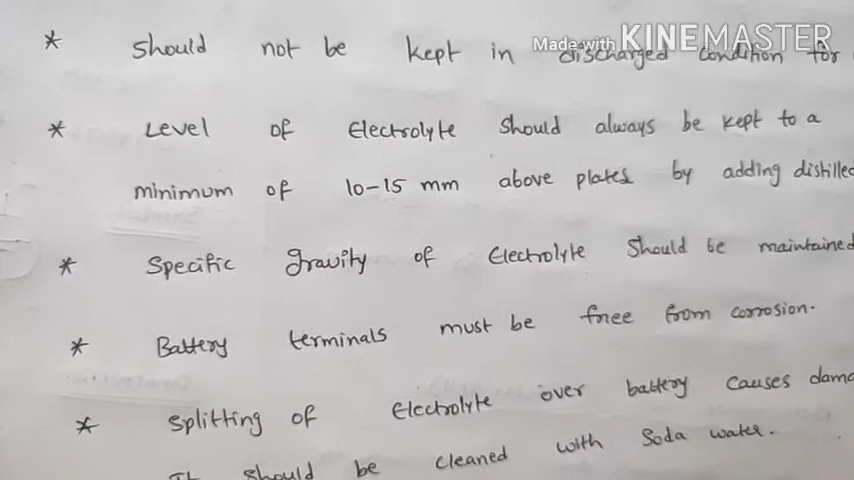 Made with KINEMASTER
* Should not be kept in discharged condition for
* Level of Electrolyte should always be kept to a
minimum of 10-15 mm above plates by adding distilled
* Specific gravity of Electrolyte should be maintained
* Battery terminals must be free from corrosion.
* Splitting of Electrolyte over battery causes dama
It should be cleaned with Soda water.